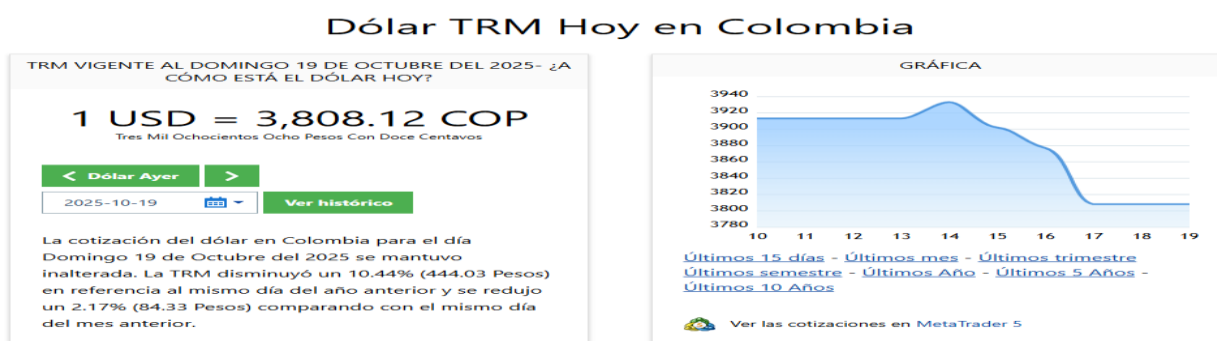 Dólar TRM Hoy en Colombia
TRM VIGENTE AL DOMINGO 19 DE OCTUBRE DEL 2025- ¿A
CÓMO ESTÁ EL DÓLAR HOY?
1 USD = 3,808.12 COP
Tres Mil Ochocientos Ocho Pesos Con Doce Centavos
< Dólar Ayer >
2025-10-19 Ver histórico
La cotización del dólar en Colombia para el día
Domingo 19 de Octubre del 2025 se mantuvo
inalterada. La TRM disminuyó un 10.44% (444.03 Pesos)
en referencia al mismo día del año anterior y se redujo
un 2.17% (84.33 Pesos) comparando con el mismo día
del mes anterior.
GRÁFICA
3940
3920
3900
3880
3860
3840
3820
3800
3780
10 11 12 13 14 15 16 17 18 19
Últimos 15 días - Últimos mes - Últimos trimestre
Últimos semestre - Últimos Año - Últimos 5 Años -
Últimos 10 Años
Ver las cotizaciones en MetaTrader 5